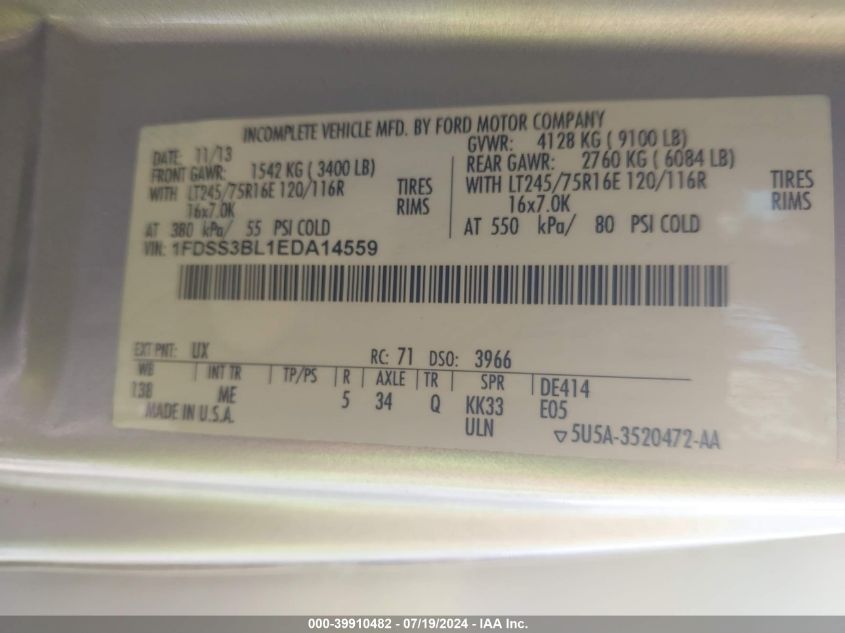 INCOMPLETE VEHICLE MFD. BY FORD MOTOR COMPANY
DATE: 11/13 GVWR: 4128 KG ( 9100 LB)
FRONT GAWR: 1542 KG ( 3400 LB) REAR GAWR: 2760 KG ( 6084 LB)
WITH LT245/75R16E 120/116R TIRES WITH LT245/75R16E 120/116R TIRES
16x7.0K RIMS 16x7.0K RIMS
AT 380 kPa/ 55 PSI COLD AT 550 kPa/ 80 PSI COLD
VIN: 1FDSS3BL1EDA14559
EXT PNT: UX RC: 71 DSO: 3966
WB INT TR TP/PS R AXLE TR SPR DE414
138 ME 5 34 Q KK33 E05
MADE IN U.S.A. ULN ▽5U5A-3520472-AA
000-39910482 - 07/19/2024 - IAA Inc.